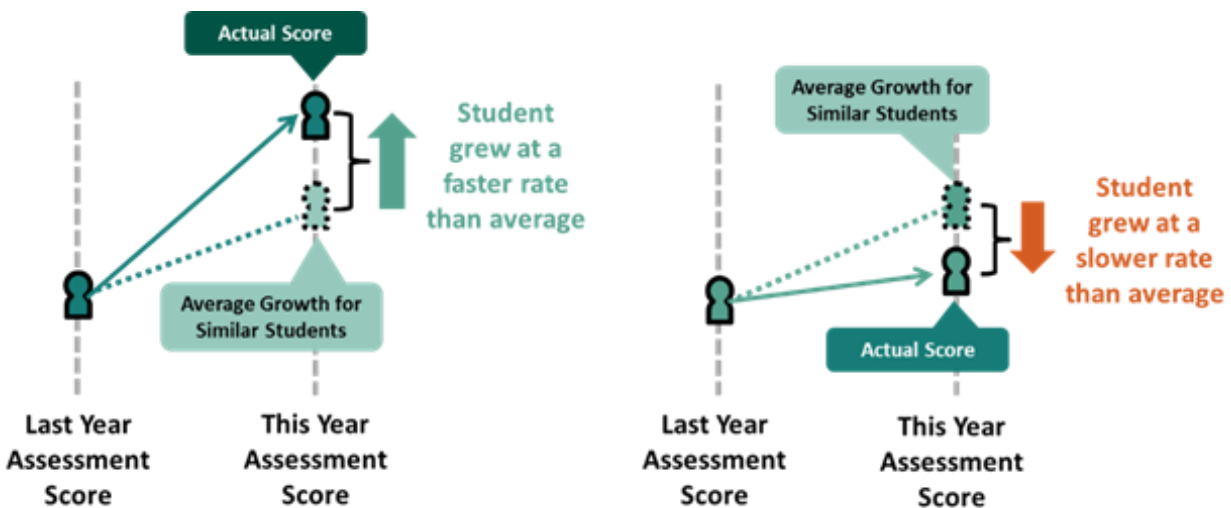 Actual Score
Student
grew at a
faster rate
than average
Average Growth for
Similar Students
Last Year
Assessment
Score
This Year
Assessment
Score
Average Growth for
Similar Students
Student
grew at a
slower rate
than average
Actual Score
Last Year
Assessment
Score
This Year
Assessment
Score